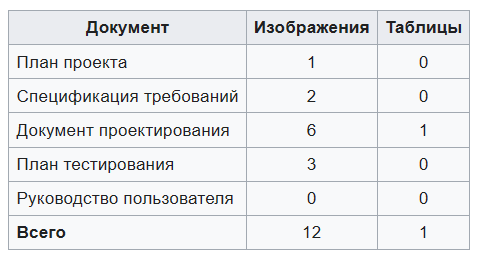 Документ Изображения Таблицы
План проекта 1 0
Спецификация требований 2 0
Документ проектирования 6 1
План тестирования 3 0
Руководство пользователя 0 0
Всего 12 1